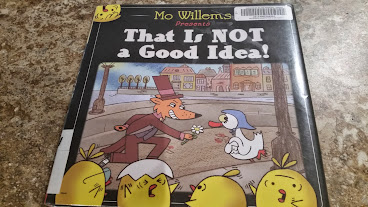 Mo Willems
Presents
That Is NOT
a Good Idea!